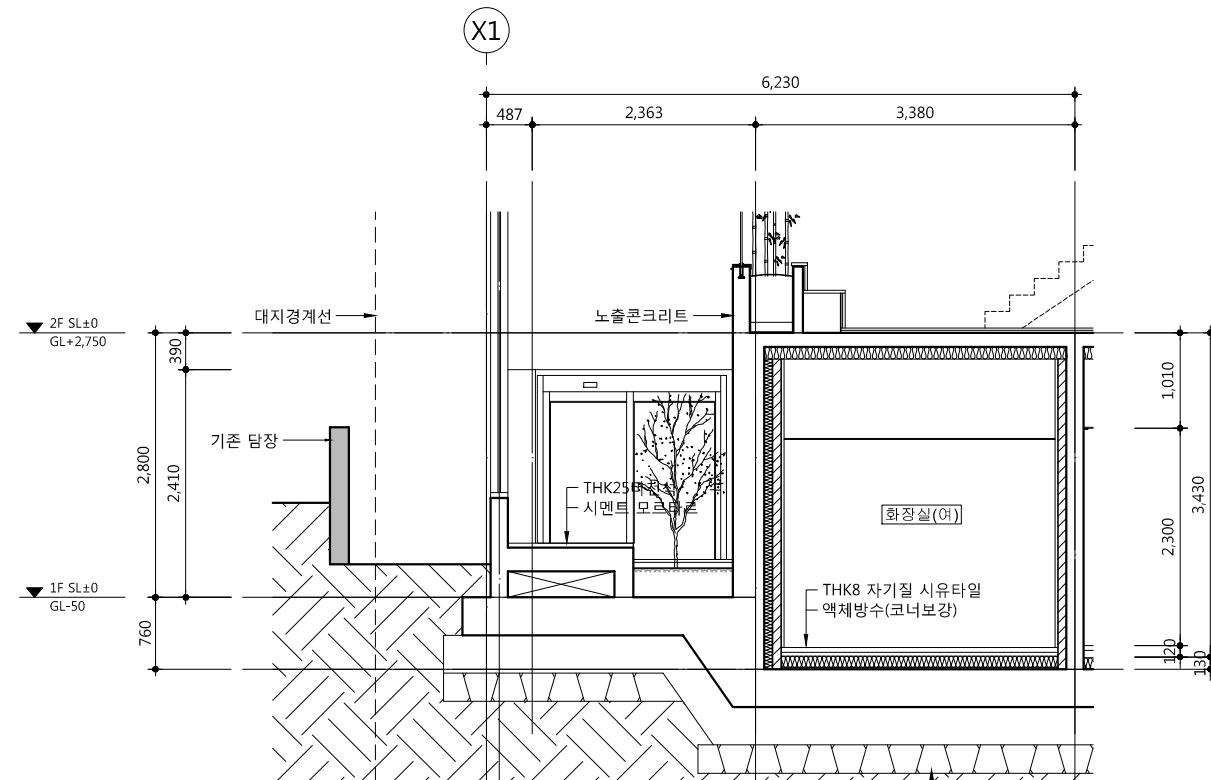 X1
6,230
487
2,363
3,380
대지경계선
노출콘크리트
2F SL±0
GL+2,750
390
1,010
기존 담장
2,800
2,410
THK25
시멘트 모르타르
화장실(여)
3,430
2,300
1F SL±0
GL-50
THK8 자기질 시유타일
액체방수(코너보강)
760
120
130